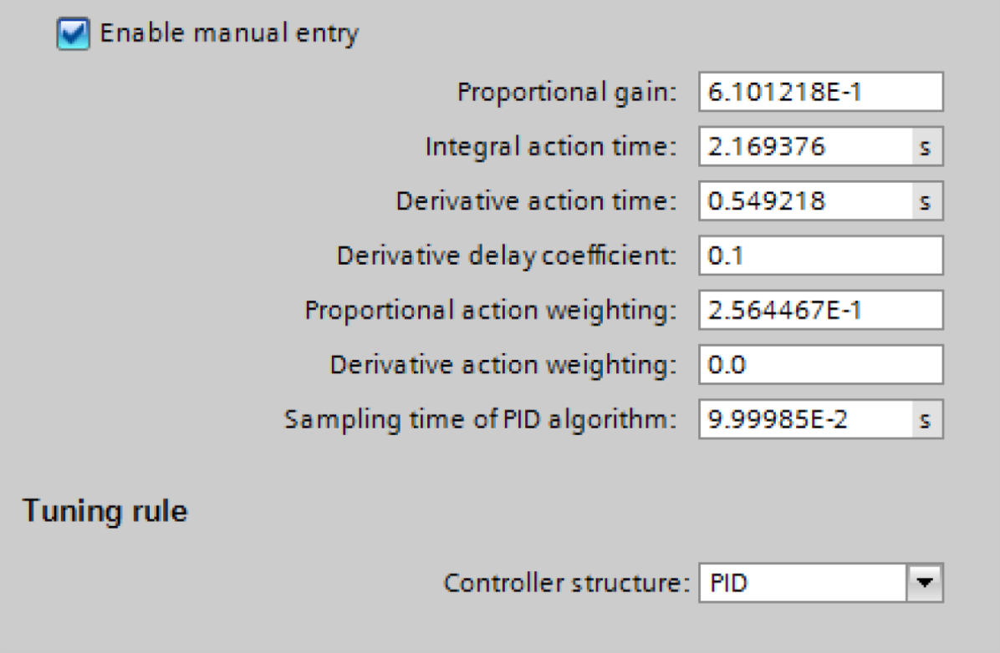 Enable manual entry
Proportional gain: 6.101218E-1
Integral action time: 2.169376 s
Derivative action time: 0.549218 s
Derivative delay coefficient: 0.1
Proportional action weighting: 2.564467E-1
Derivative action weighting: 0.0
Sampling time of PID algorithm: 9.99985E-2 s
Tuning rule
Controller structure: PID